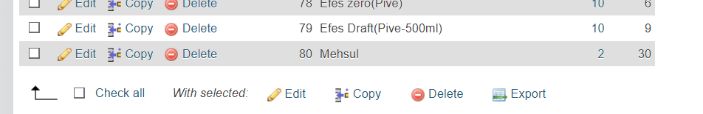 Edit Copy Delete 78 Efes zero(Pive) 10 6
Edit Copy Delete 79 Efes Draft(Pive-500ml) 10 9
Edit Copy Delete 80 Mehsul 2 30
Check all With selected: Edit Copy Delete Export